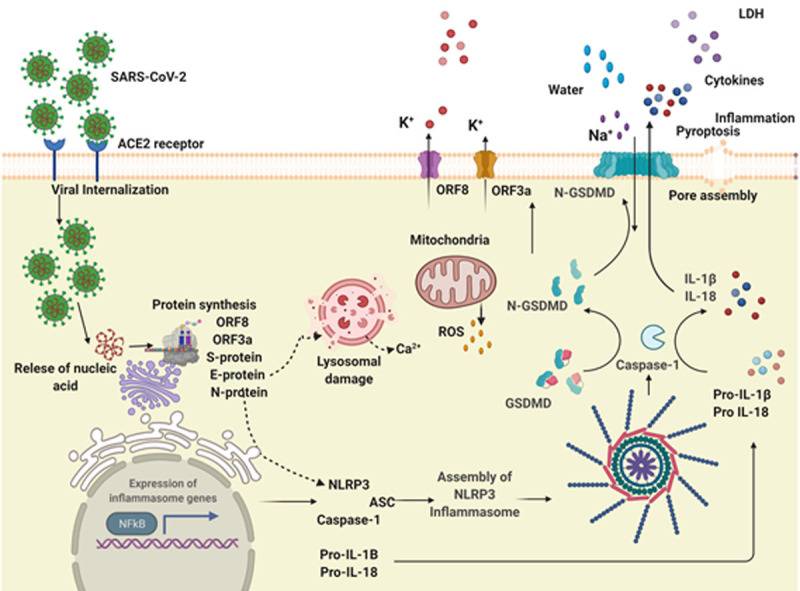 LDH
SARS-CoV-2
Water
Cytokines
K⁺
K⁺
Na⁺
Inflammation
Pyroptosis
ACE2 receptor
Viral Internalization
ORF8
ORF3a
N-GSDMD
Pore assembly
Mitochondria
IL-1β
IL-18
N-GSDMD
Protein synthesis
ORF8
ORF3a
S-protein
E-protein
N-protein
ROS
Ca²⁺
Lysosomal
damage
Relese of nucleic
acid
Caspase-1
GSDMD
Pro-IL-1β
Pro IL-18
Expression of
inflammasome genes
NFkB
NLRP3
ASC
Caspase-1
Assembly of
NLRP3
Inflammasome
Pro-IL-1B
Pro-IL-18